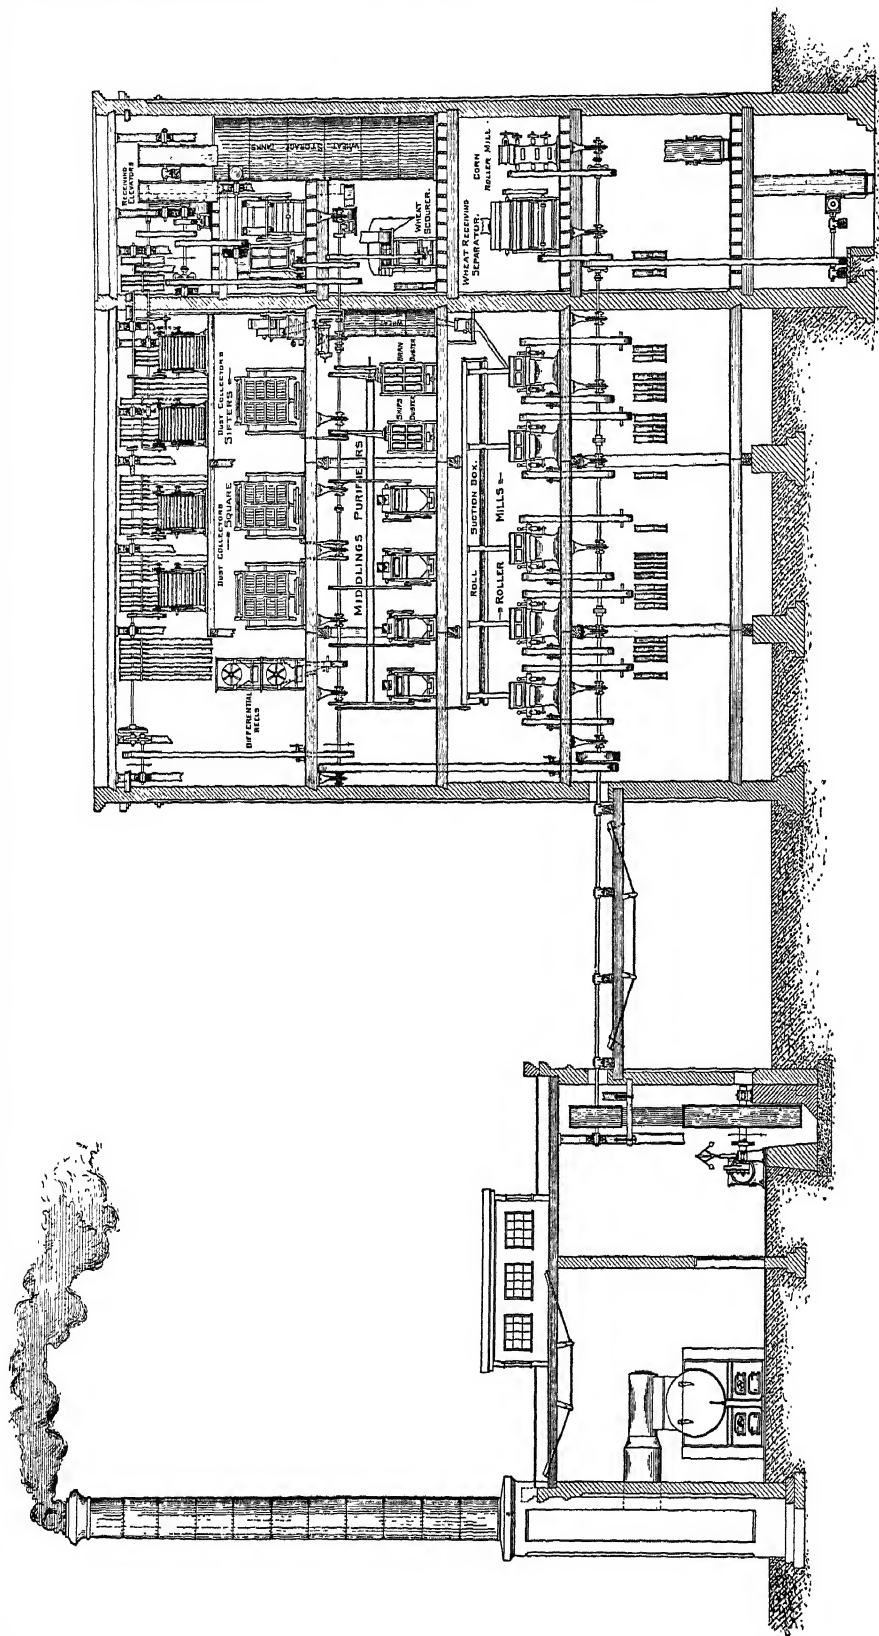 DIFFERENTIAL
REELS
DUST COLLECTORS
SQUARE
DUST COLLECTORS
SIFTERS
RECEIVING
ELEVATORS
WHEAT STORAGE TANKS
MIDDLINGS PURIFIERS
SHIPS
DUSTER
BRAN
DUSTER
WHEAT
WHEAT
SCOURER.
ROLL SUCTION BOX.
ROLLER MILLS
WHEAT RECEIVING
SEPARATOR.
CORN
ROLLER MILL.